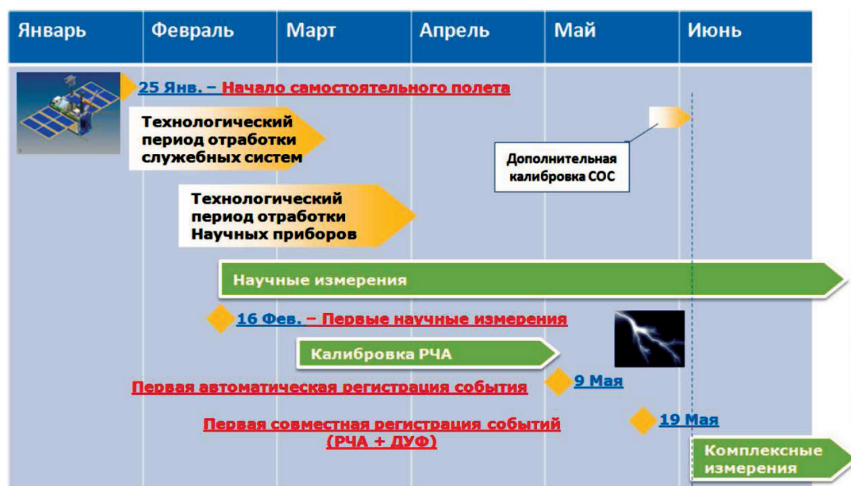 Январь
Февраль
Март
Апрель
Май
Июнь
25 Янв. – Начало самостоятельного полета
Технологический
период отработки
служебных систем
Дополнительная
калибровка СОС
Технологический
период отработки
Научных приборов
Научные измерения
16 Фев. – Первые научные измерения
Калибровка РЧА
Первая автоматическая регистрация события
9 Мая
Первая совместная регистрация событий
(РЧА + ДУФ)
19 Мая
Комплексные
измерения